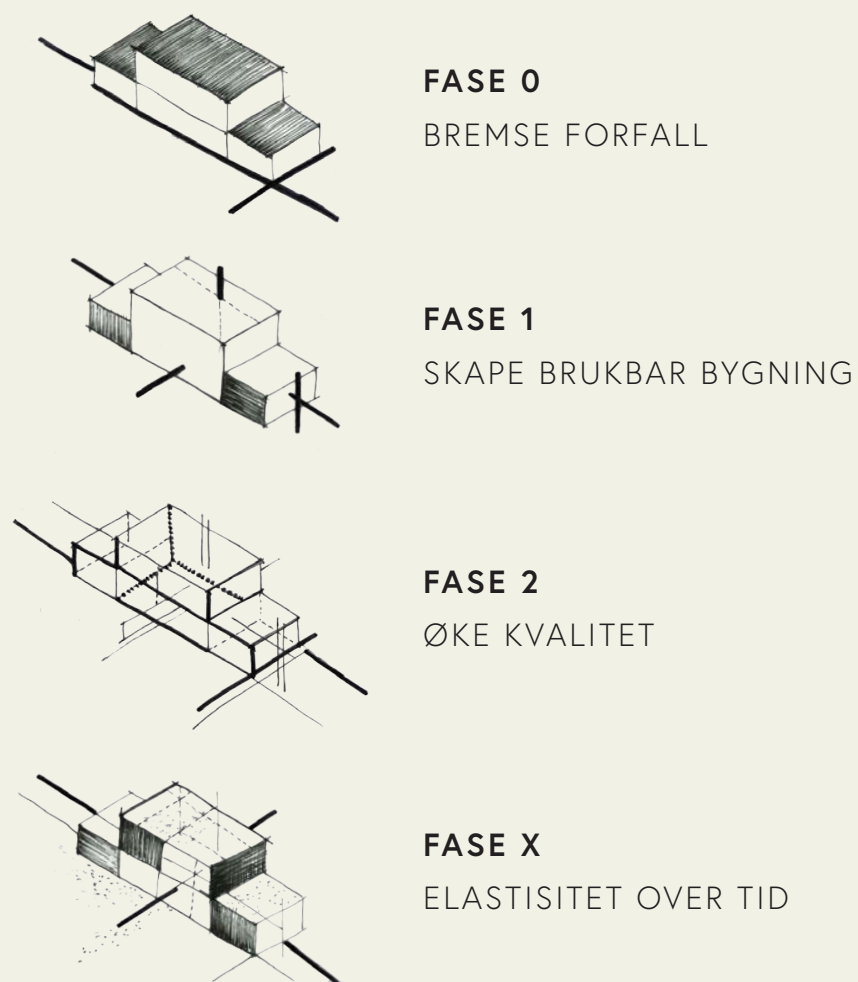 FASE 0
BREMSE FORFALL
FASE 1
SKAPE BRUKBAR BYGNING
FASE 2
ØKE KVALITET
FASE X
ELASTISITET OVER TID